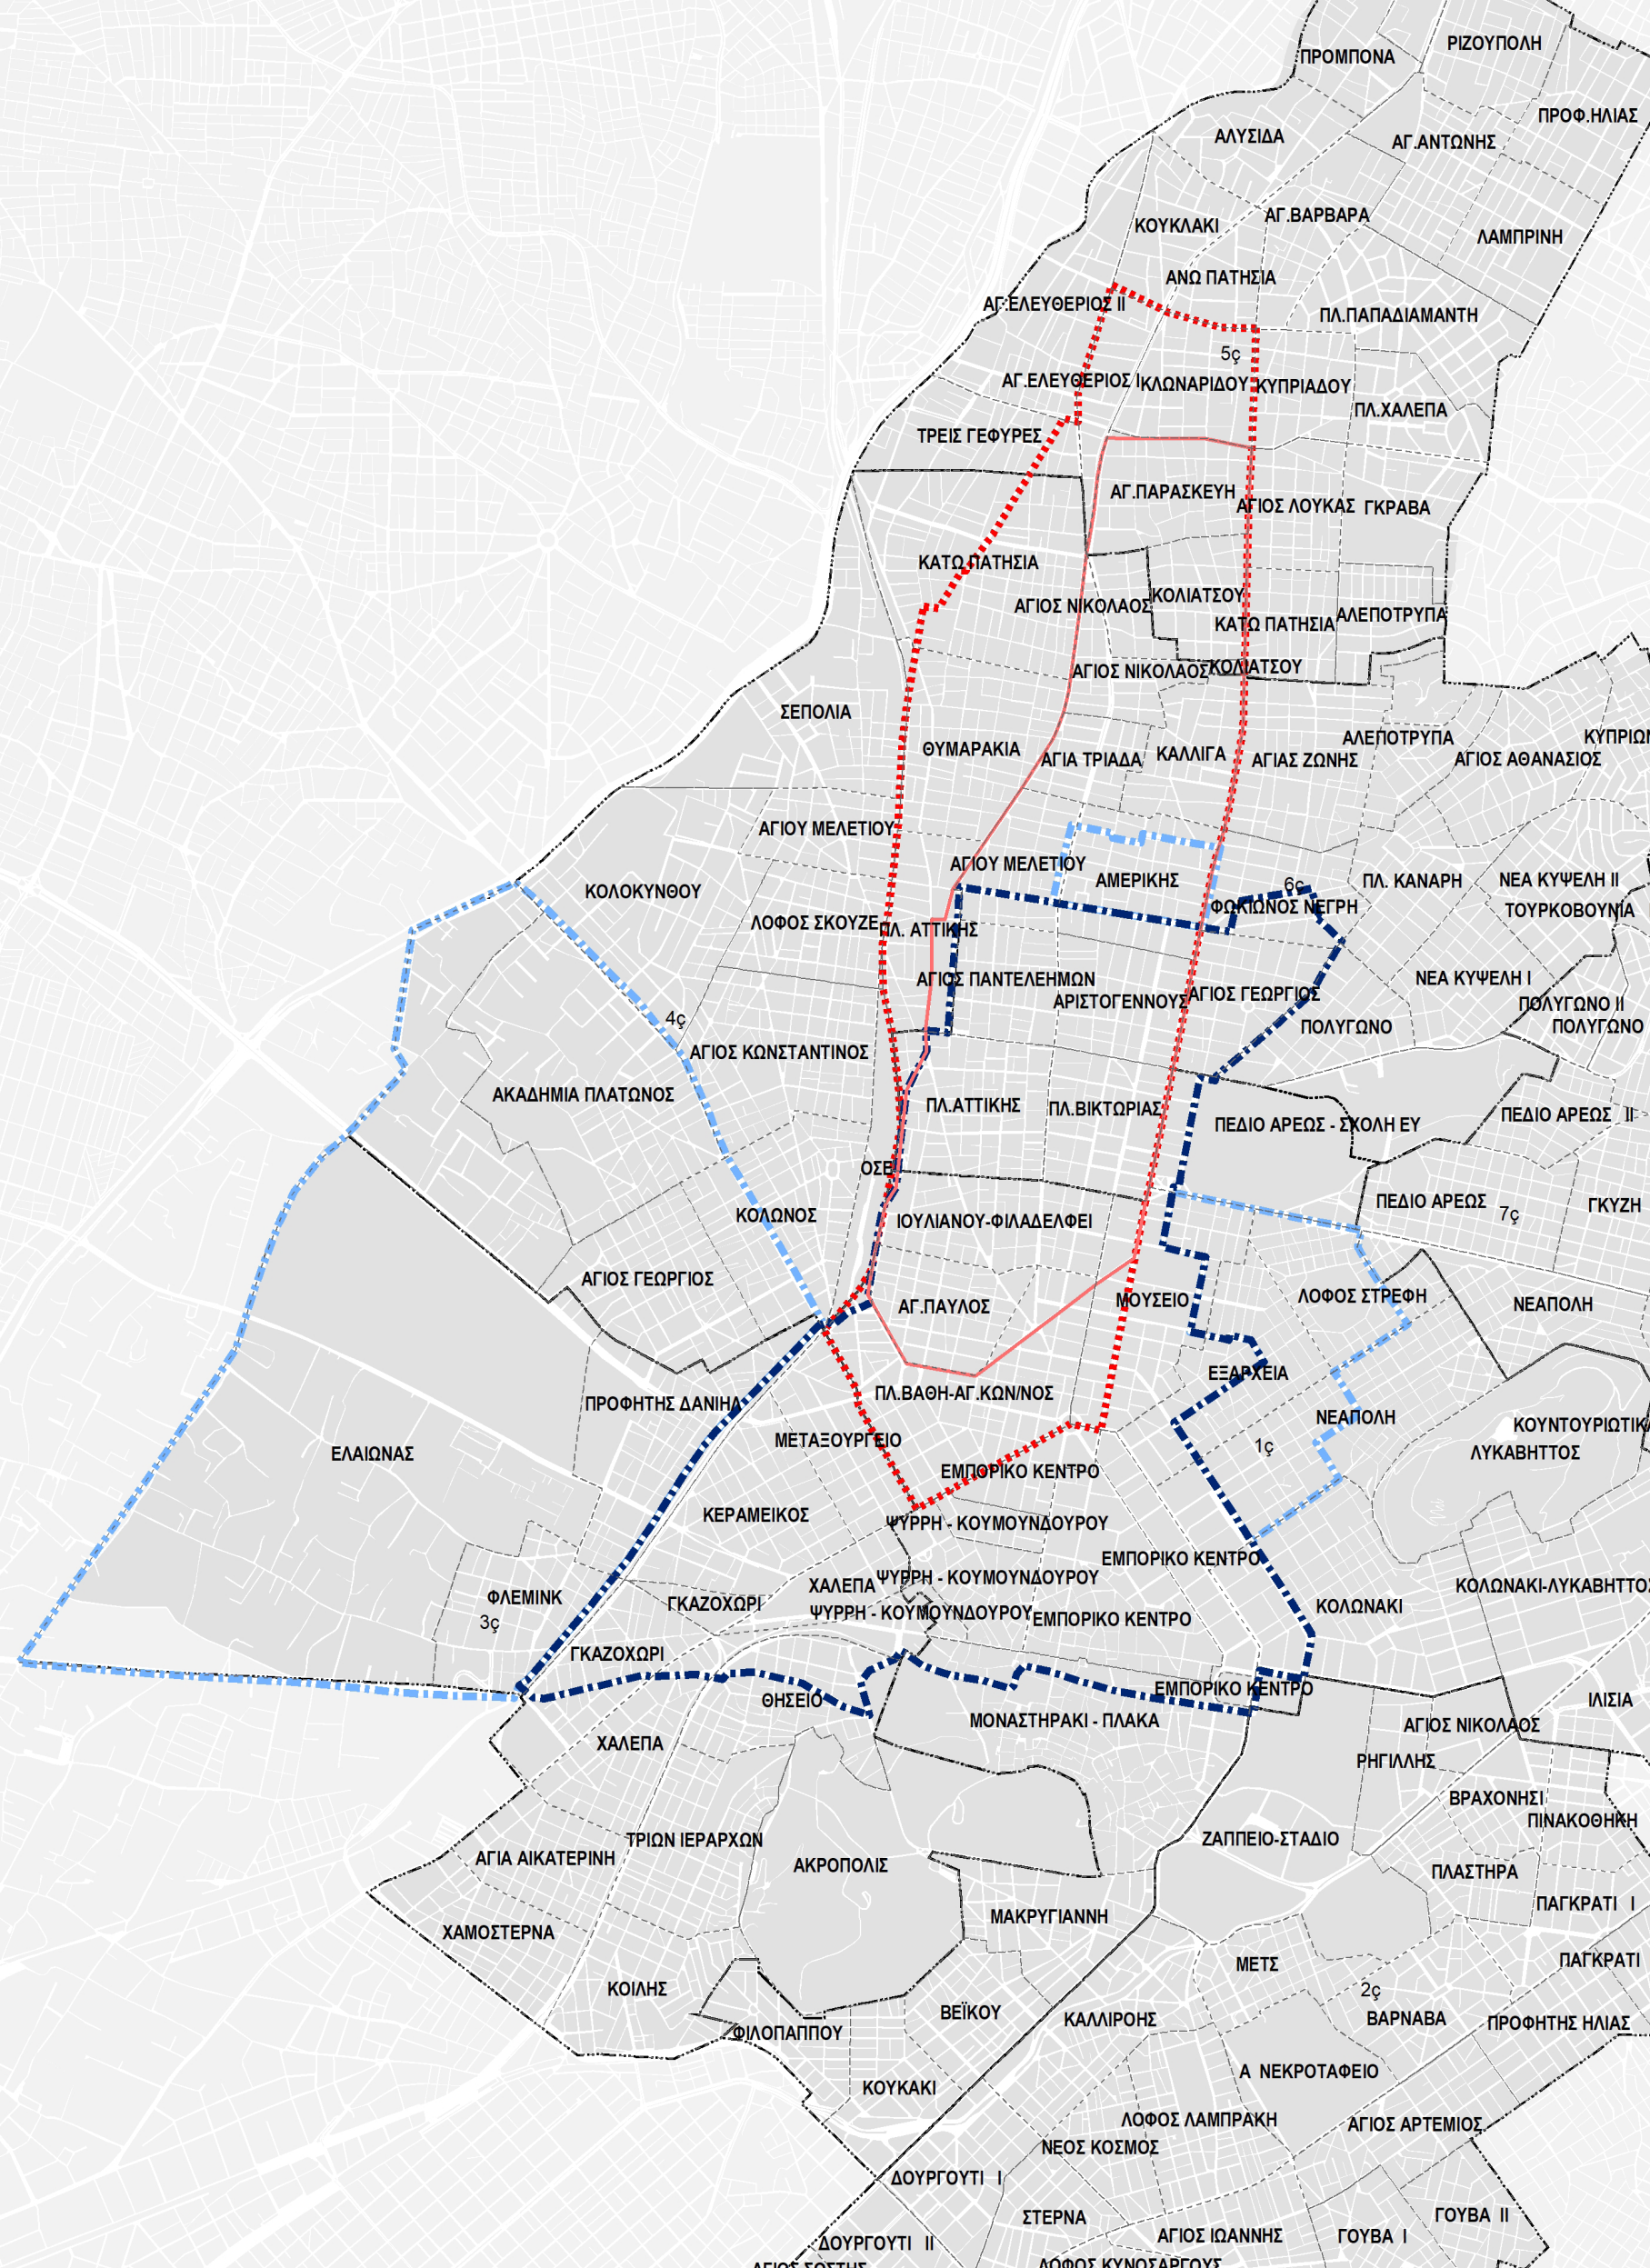 ΡΙΖΟΥΠΟΛΗ
ΠΡΟΜΠΟΝΑ
ΠΡΟΦ.ΗΛΙΑΣ
ΑΛΥΣΙΔΑ
ΑΓ.ΑΝΤΩΝΗΣ
ΑΓ.ΒΑΡΒΑΡΑ
ΚΟΥΚΛΑΚΙ
ΛΑΜΠΡΙΝΗ
ΑΝΩ ΠΑΤΗΣΙΑ
ΑΓ.ΕΛΕΥΘΕΡΙΟΣ ΙΙ
ΠΛ.ΠΑΠΑΔΙΑΜΑΝΤΗ
5ς
ΑΓ.ΕΛΕΥΘΕΡΙΟΣ Ι
ΚΛΩΝΑΡΙΔΟΥ
ΚΥΠΡΙΑΔΟΥ
ΠΛ.ΧΑΛΕΠΑ
ΤΡΕΙΣ ΓΕΦΥΡΕΣ
ΑΓ.ΠΑΡΑΣΚΕΥΗ
ΑΓΙΟΣ ΛΟΥΚΑΣ
ΓΚΡΑΒΑ
ΚΑΤΩ ΠΑΤΗΣΙΑ
ΚΟΛΙΑΤΣΟΥ
ΑΓΙΟΣ ΝΙΚΟΛΑΟΣ
ΑΛΕΠΟΤΡΥΠΑ
ΚΑΤΩ ΠΑΤΗΣΙΑ
ΚΟΛΙΑΤΣΟΥ
ΑΓΙΟΣ ΝΙΚΟΛΑΟΣ
ΣΕΠΟΛΙΑ
ΑΛΕΠΟΤΡΥΠΑ
ΚΥΠΡΙΩΝ
ΘΥΜΑΡΑΚΙΑ
ΑΓΙΑ ΤΡΙΑΔΑ
ΚΑΛΛΙΓΑ
ΑΓΙΑΣ ΖΩΝΗΣ
ΑΓΙΟΣ ΑΘΑΝΑΣΙΟΣ
ΑΓΙΟΥ ΜΕΛΕΤΙΟΥ
ΑΓΙΟΥ ΜΕΛΕΤΙΟΥ
ΑΜΕΡΙΚΗΣ
6ς
ΠΛ. ΚΑΝΑΡΗ
ΝΕΑ ΚΥΨΕΛΗ ΙΙ
ΚΟΛΟΚΥΝΘΟΥ
ΦΩΚΙΩΝΟΣ ΝΕΓΡΗ
ΤΟΥΡΚΟΒΟΥΝΙΑ
ΛΟΦΟΣ ΣΚΟΥΖΕ
ΠΛ. ΑΤΤΙΚΗΣ
ΑΓΙΟΣ ΠΑΝΤΕΛΕΗΜΩΝ
ΝΕΑ ΚΥΨΕΛΗ Ι
ΑΡΙΣΤΟΓΕΝΝΟΥΣ
ΑΓΙΟΣ ΓΕΩΡΓΙΟΣ
ΠΟΛΥΓΩΝΟ ΙΙ
4ς
ΠΟΛΥΓΩΝΟ
ΠΟΛΥΓΩΝΟ
ΑΓΙΟΣ ΚΩΝΣΤΑΝΤΙΝΟΣ
ΑΚΑΔΗΜΙΑ ΠΛΑΤΩΝΟΣ
ΠΛ.ΑΤΤΙΚΗΣ
ΠΛ.ΒΙΚΤΩΡΙΑΣ
ΠΕΔΙΟ ΑΡΕΩΣ - ΣΧΟΛΗ ΕΥ
ΠΕΔΙΟ ΑΡΕΩΣ ΙΙ
ΟΣΕ
ΠΕΔΙΟ ΑΡΕΩΣ
7ς
ΓΚΥΖΗ
ΚΟΛΩΝΟΣ
ΙΟΥΛΙΑΝΟΥ-ΦΙΛΑΔΕΛΦΕΙ
ΑΓΙΟΣ ΓΕΩΡΓΙΟΣ
ΑΓ.ΠΑΥΛΟΣ
ΜΟΥΣΕΙΟ
ΛΟΦΟΣ ΣΤΡΕΦΗ
ΝΕΑΠΟΛΗ
ΕΞΑΡΧΕΙΑ
ΠΡΟΦΗΤΗΣ ΔΑΝΙΗΛ
ΠΛ.ΒΑΘΗ-ΑΓ.ΚΩΝ/ΝΟΣ
ΝΕΑΠΟΛΗ
ΚΟΥΝΤΟΥΡΙΩΤΙΚΑ
ΜΕΤΑΞΟΥΡΓΕΙΟ
1ς
ΛΥΚΑΒΗΤΤΟΣ
ΕΛΑΙΩΝΑΣ
ΕΜΠΟΡΙΚΟ ΚΕΝΤΡΟ
ΚΕΡΑΜΕΙΚΟΣ
ΨΥΡΡΗ - ΚΟΥΜΟΥΝΔΟΥΡΟΥ
ΕΜΠΟΡΙΚΟ ΚΕΝΤΡΟ
ΨΥΡΡΗ - ΚΟΥΜΟΥΝΔΟΥΡΟΥ
ΧΑΛΕΠΑ
ΚΟΛΩΝΑΚΙ-ΛΥΚΑΒΗΤΤΟΣ
ΦΛΕΜΙΝΚ
ΓΚΑΖΟΧΩΡΙ
ΨΥΡΡΗ - ΚΟΥΜΟΥΝΔΟΥΡΟΥ
ΕΜΠΟΡΙΚΟ ΚΕΝΤΡΟ
ΚΟΛΩΝΑΚΙ
3ς
ΓΚΑΖΟΧΩΡΙ
ΘΗΣΕΙΟ
ΕΜΠΟΡΙΚΟ ΚΕΝΤΡΟ
ΙΛΙΣΙΑ
ΜΟΝΑΣΤΗΡΑΚΙ - ΠΛΑΚΑ
ΑΓΙΟΣ ΝΙΚΟΛΑΟΣ
ΧΑΛΕΠΑ
ΡΗΓΙΛΛΗΣ
ΒΡΑΧΟΝΗΣΙ
ΠΙΝΑΚΟΘΗΚΗ
ΤΡΙΩΝ ΙΕΡΑΡΧΩΝ
ΖΑΠΠΕΙΟ-ΣΤΑΔΙΟ
ΑΓΙΑ ΑΙΚΑΤΕΡΙΝΗ
ΑΚΡΟΠΟΛΙΣ
ΠΛΑΣΤΗΡΑ
ΠΑΓΚΡΑΤΙ Ι
ΜΑΚΡΥΓΙΑΝΝΗ
ΧΑΜΟΣΤΕΡΝΑ
ΜΕΤΣ
ΠΑΓΚΡΑΤΙ
ΚΟΙΛΗΣ
2ς
ΒΕΪΚΟΥ
ΚΑΛΛΙΡΟΗΣ
ΒΑΡΝΑΒΑ
ΠΡΟΦΗΤΗΣ ΗΛΙΑΣ
ΦΙΛΟΠΑΠΠΟΥ
Α ΝΕΚΡΟΤΑΦΕΙΟ
ΚΟΥΚΑΚΙ
ΛΟΦΟΣ ΛΑΜΠΡΑΚΗ
ΑΓΙΟΣ ΑΡΤΕΜΙΟΣ
ΝΕΟΣ ΚΟΣΜΟΣ
ΔΟΥΡΓΟΥΤΙ Ι
ΣΤΕΡΝΑ
ΓΟΥΒΑ ΙΙ
ΑΓΙΟΣ ΙΩΑΝΝΗΣ
ΓΟΥΒΑ Ι
ΔΟΥΡΓΟΥΤΙ ΙΙ
ΑΓΙΟΣ ΣΩΣΤΗΣ
ΛΟΦΟΣ ΚΥΝΟΣΑΡΓΟΥΣ